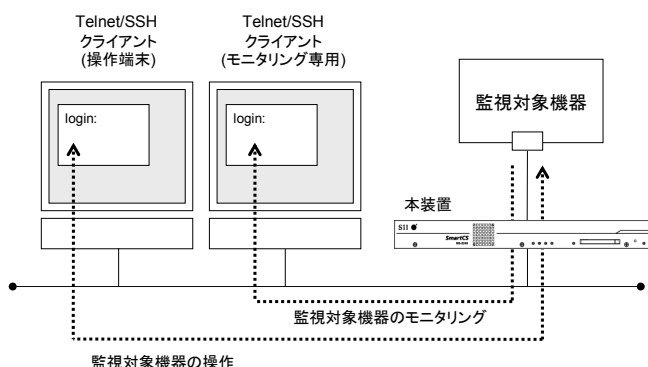 Telnet/SSH
クライアント
(操作端末)
Telnet/SSH
クライアント
(モニタリング専用)
login:
login:
監視対象機器
本装置
SII
SmartCS
監視対象機器のモニタリング
監視対象機器の操作